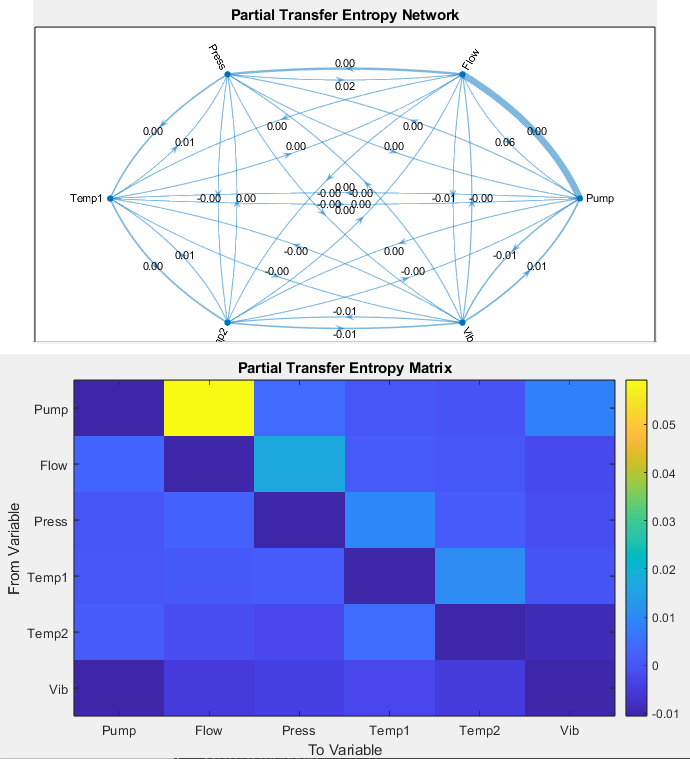 Partial Transfer Entropy Network
Press
Flow
0.00
0.02
0.00
0.01
0.00
0.00
0.00
0.00
0.06
0.00
Temp1
-0.00
0.00
0.00
-0.00
-0.00
-0.00
0.00
0.00
-0.01
-0.00
Pump
0.00
0.01
-0.00
-0.00
0.00
-0.00
-0.01
0.01
-0.01
-0.01
Vib
Partial Transfer Entropy Matrix
From Variable
Pump
Flow
Press
Temp1
Temp2
Vib
Pump
Flow
Press
Temp1
Temp2
Vib
To Variable
0.05
0.04
0.03
0.02
0.01
0
-0.01